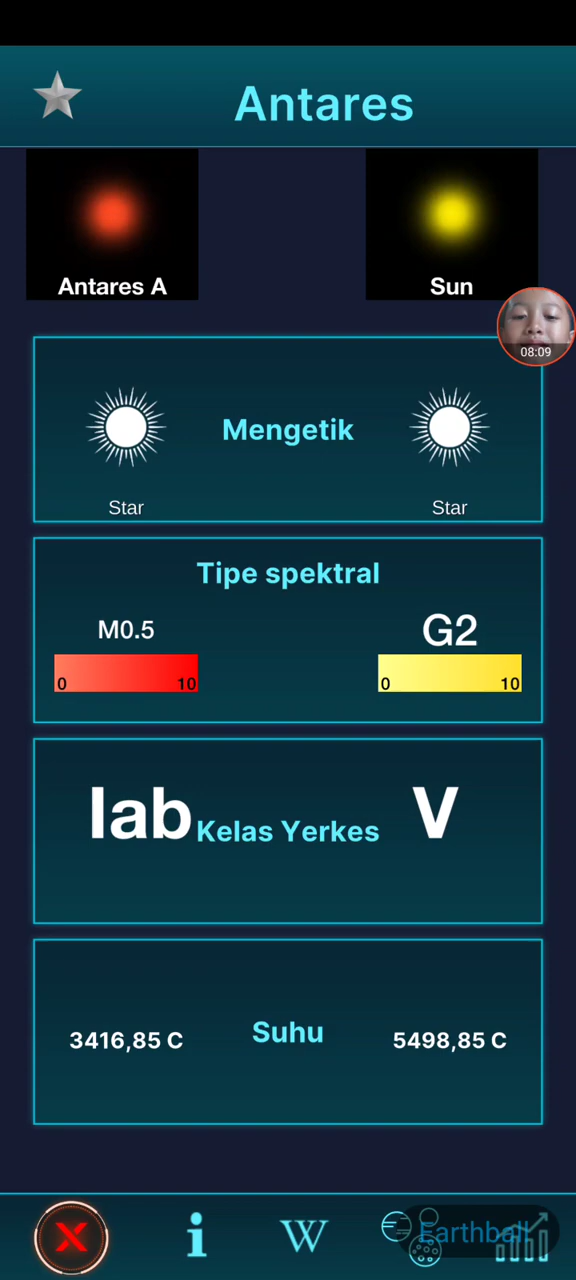 Antares
Antares A
Sun
08:09
Mengetik
Star
Star
Tipe spektral
M0.5
G2
0 10
0 10
Iab
Kelas Yerkes
V
3416,85 C
Suhu
5498,85 C
X
i
W
Earthball